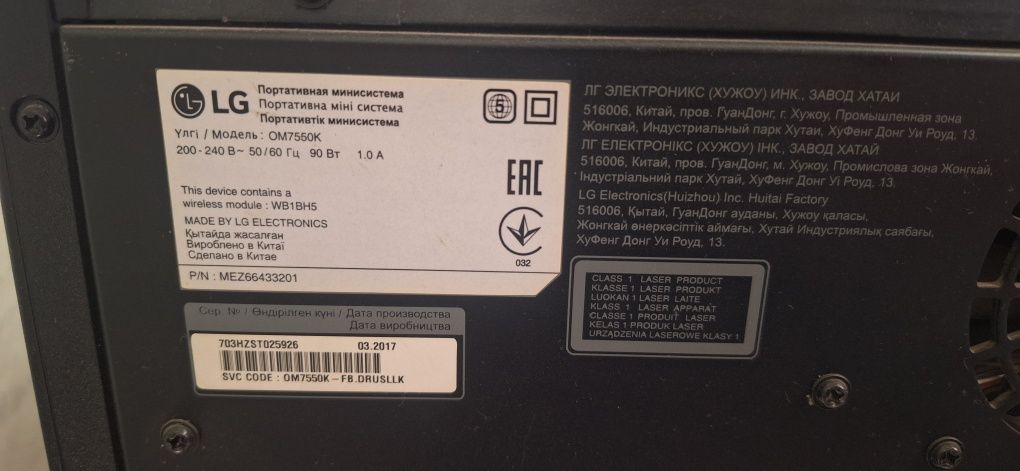 LG
Портативная минисистема
Портативна міні система
Портативтік минисистема
Үлгі / Модель: OM7550K
200 - 240 В~ 50/60 Гц 90 Вт 1.0 А
5
This device contains a
wireless module : WB1BH5
MADE BY LG ELECTRONICS
Қытайда жасалған
Вироблено в Китаї
Сделано в Китае
EAC
032
P/N : MEZ66433201
ЛГ ЭЛЕКТРОНИКС (ХУЖОУ) ИНК., ЗАВОД ХАТАИ
516006, Китай, пров. ГуанДонг, г. Хужоу, Промышленная зона
Жонгкай, Индустриальный парк Хутаи, ХуФенг Донг Уи Роуд, 13.
ЛГ ЕЛЕКТРОНІКС (ХУЖОУ) ІНК., ЗАВОД ХАТАЙ
516006, Китай, пров. ГуанДонг, м. Хужоу, Промислова зона Жонгкай,
Індустріальний парк Хутай, ХуФенг Донг Уі Роуд, 13.
LG Electronics(Huizhou) Inc. Huitai Factory
516006, Қытай, ГуанДонг ауданы, Хужоу қаласы,
Жонгкай өнеркәсіптік аймағы, Хутай Индустриялық саябағы,
ХуФенг Донг Уи Роуд, 13.
CLASS 1 LASER PRODUCT
KLASSE 1 LASER PRODUKT
LUOKAN 1 LASER LAITE
KLASS 1 LASER APPARAT
CLASSE 1 PRODUIT LASER
KELAS 1 PRODUK LASER
URZĄDZENIA LASEROWE KLASY 1
Сер. № / Өндірілген күні / Дата производства
Дата виробництва
703HZST025926 03.2017
SVC CODE : OM7550K-FB.DRUSLLK